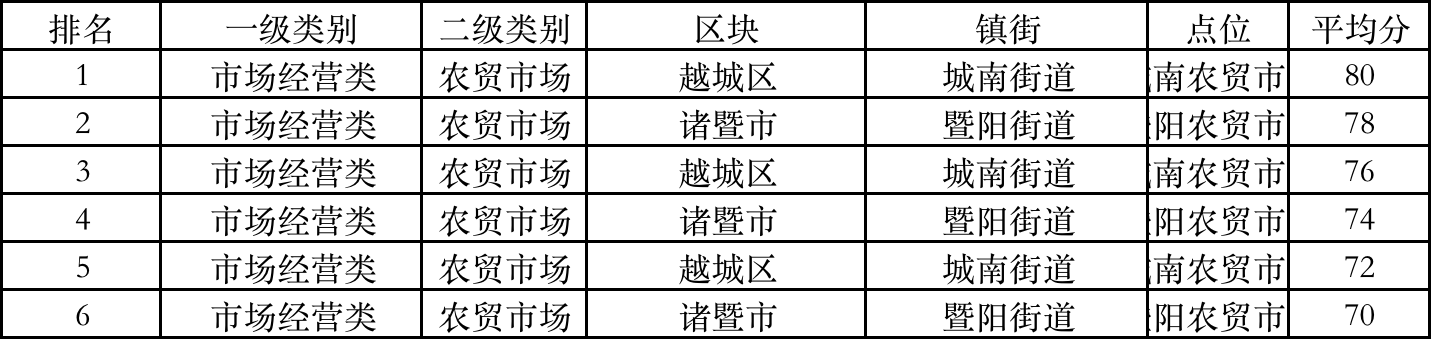 排名 一级类别 二级类别 区块 镇街 点位 平均分
1 市场经营类 农贸市场 越城区 城南街道 南农贸市 80
2 市场经营类 农贸市场 诸暨市 暨阳街道 阳农贸市 78
3 市场经营类 农贸市场 越城区 城南街道 南农贸市 76
4 市场经营类 农贸市场 诸暨市 暨阳街道 阳农贸市 74
5 市场经营类 农贸市场 越城区 城南街道 南农贸市 72
6 市场经营类 农贸市场 诸暨市 暨阳街道 阳农贸市 70